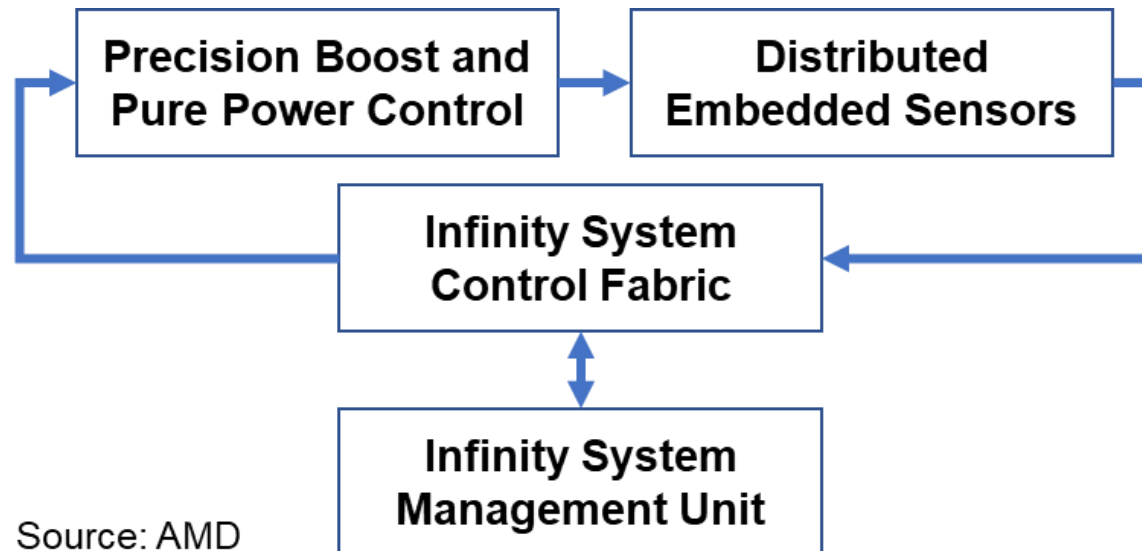 Precision Boost and
Pure Power Control
Distributed
Embedded Sensors
Infinity System
Control Fabric
Infinity System
Management Unit
Source: AMD